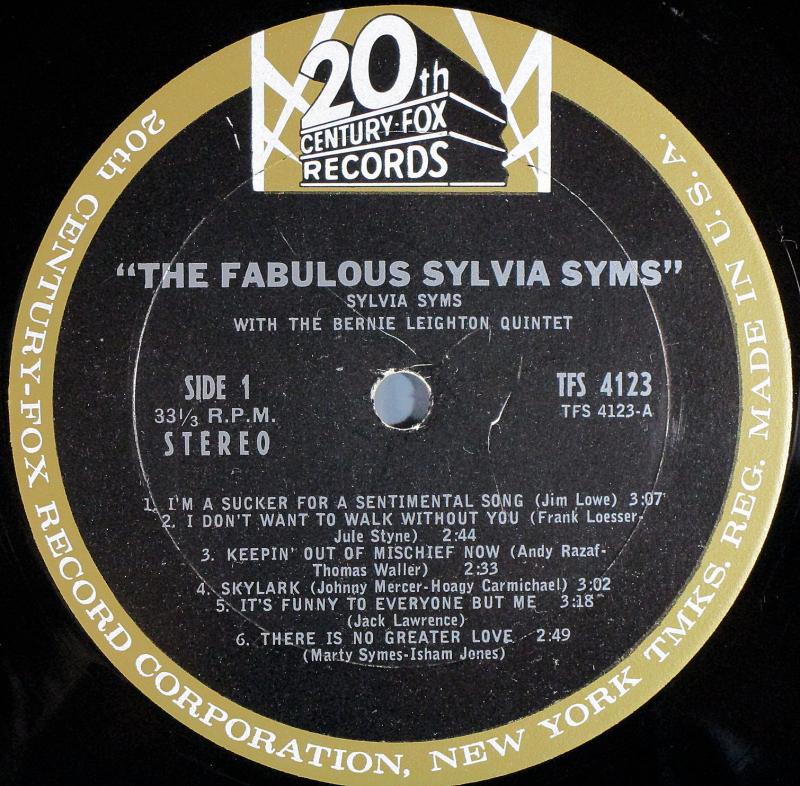 20th
CENTURY-FOX
RECORDS
"THE FABULOUS SYLVIA SYMS"
SYLVIA SYMS
WITH THE BERNIE LEIGHTON QUINTET
SIDE 1
33 1/3 R.P.M.
STEREO
TFS 4123
TFS 4123-A
1. I'M A SUCKER FOR A SENTIMENTAL SONG (Jim Lowe) 3:07
2. I DON'T WANT TO WALK WITHOUT YOU (Frank Loesser-
Jule Styne) 2:44
3. KEEPIN' OUT OF MISCHIEF NOW (Andy Razaf-
Thomas Waller) 2:33
4. SKYLARK (Johnny Mercer-Hoagy Carmichael) 3:02
5. IT'S FUNNY TO EVERYONE BUT ME 3:18
(Jack Lawrence)
6. THERE IS NO GREATER LOVE 2:49
(Marty Symes-Isham Jones)
20th CENTURY-FOX RECORD CORPORATION, NEW YORK TMKS. REG. MADE IN U.S.A.